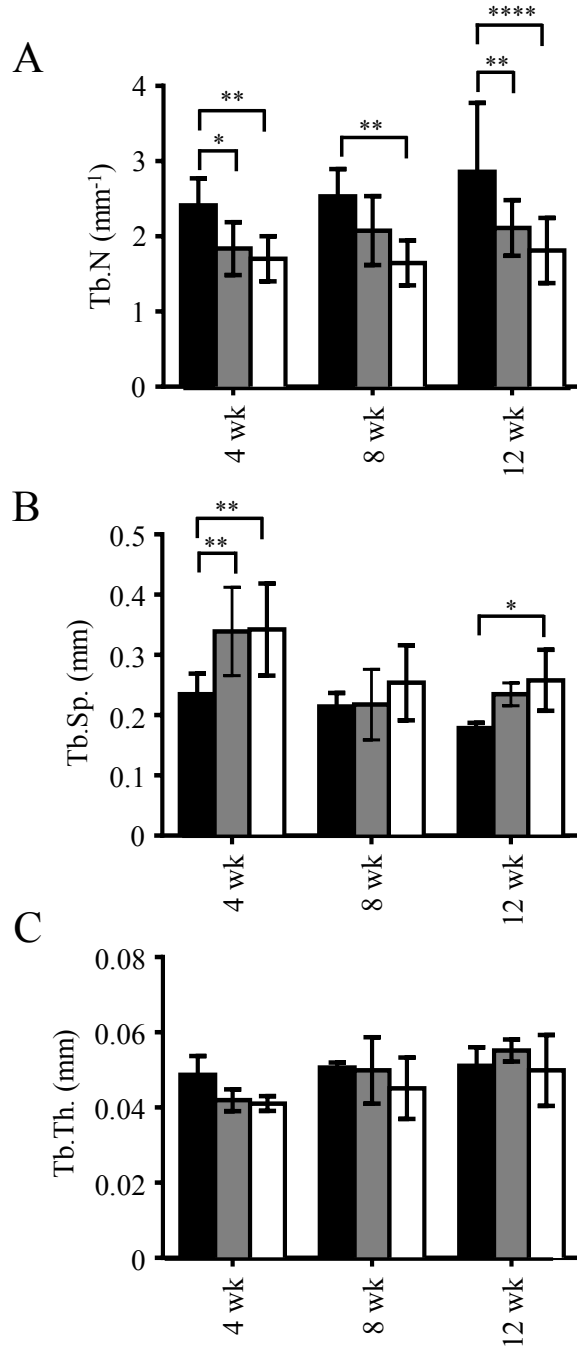 A
****
**
**
**
*
4
3
2
1
0
Tb.N (mm⁻¹)
4 wk
8 wk
12 wk
B
**
**
*
0.5
0.4
0.3
0.2
0.1
0
Tb.Sp. (mm)
4 wk
8 wk
12 wk
C
0.08
0.06
0.04
0.02
0
Tb.Th. (mm)
4 wk
8 wk
12 wk